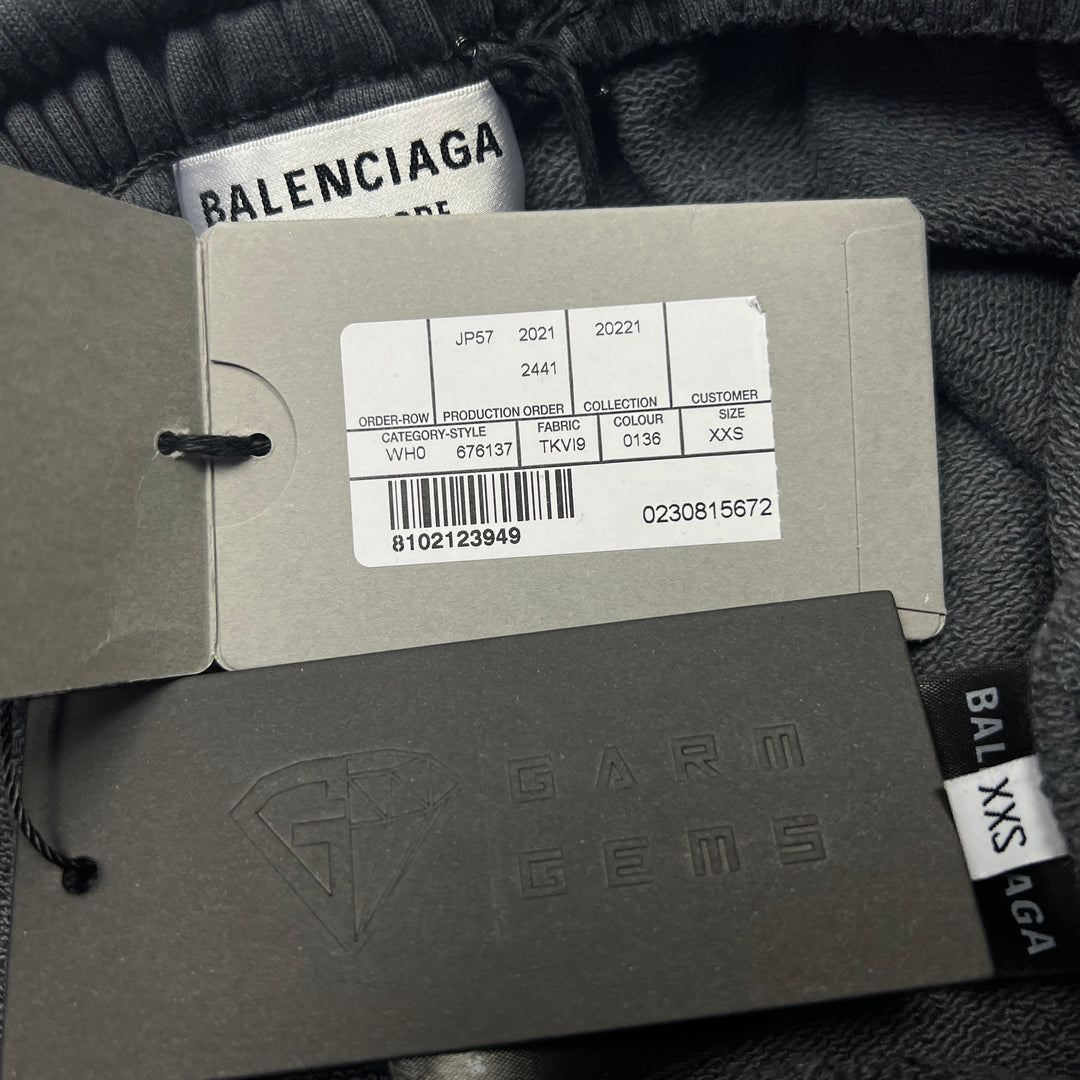 BALENCIAGA
JP57 2021 20221
2441
ORDER-ROW PRODUCTION ORDER COLLECTION CUSTOMER
CATEGORY-STYLE FABRIC COLOUR SIZE
WH0 676137 TKVI9 0136 XXS
8102123949 0230815672
GARM
GEMS
BAL
XXS
AGA